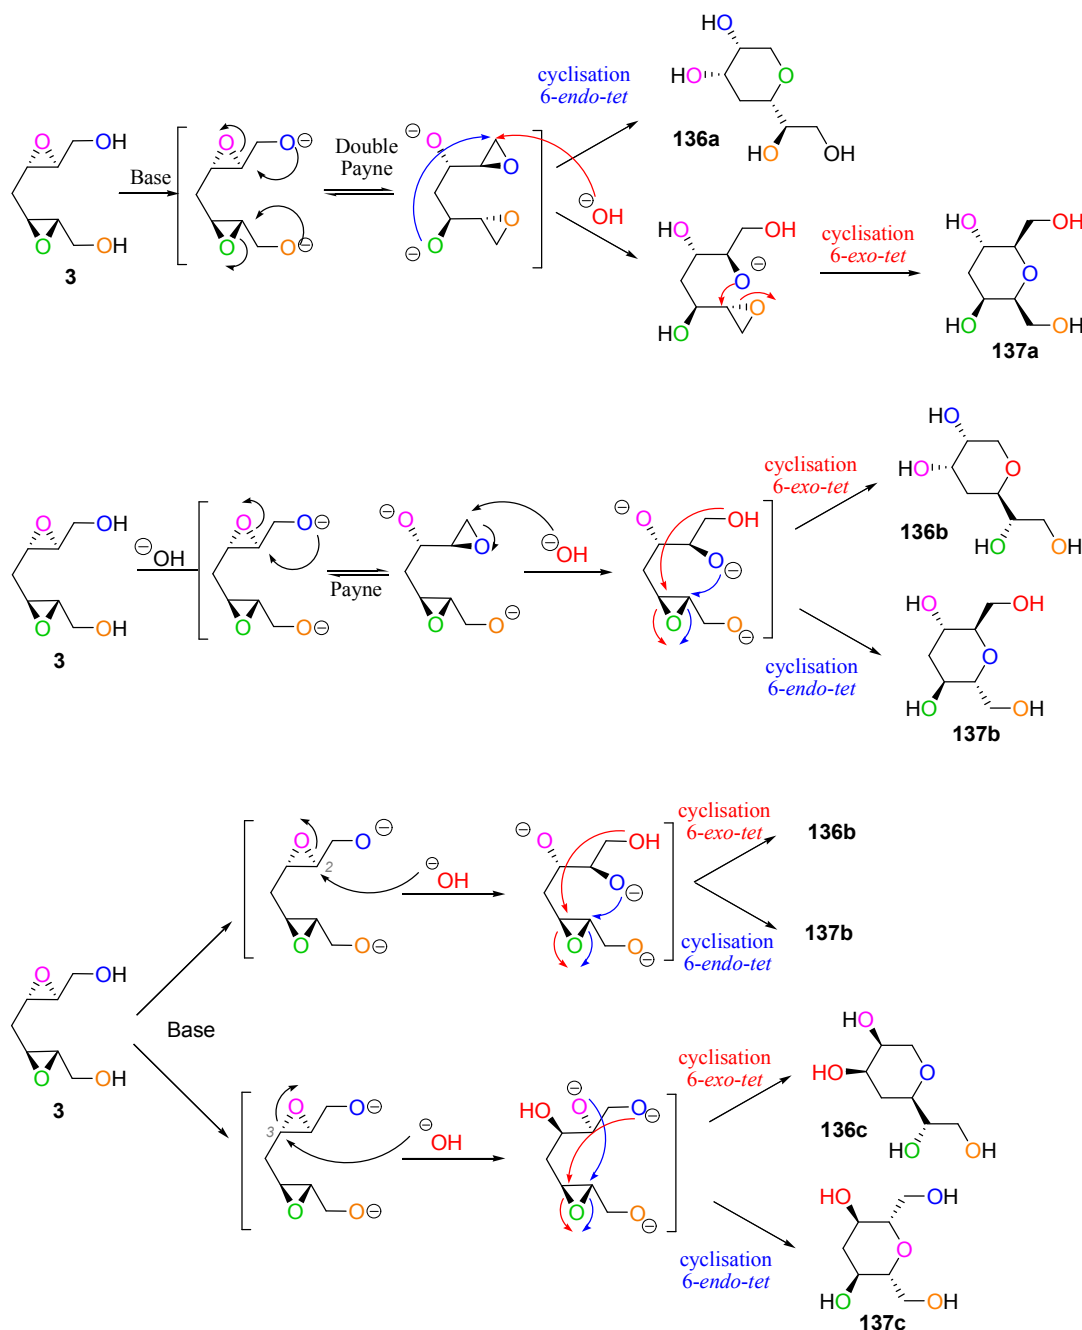 HO
O
OH
cyclisation
6-endo-tet
HO
O
136a
HO
OH
O
OH
O
OH
3
Base
O
O⊖
O
O⊖
Double
Payne
⊖
O
O
O
O
⊖
⊖
OH
HO
OH
O
⊖
O
HO
cyclisation
6-exo-tet
HO
OH
O
HO
OH
137a
O
OH
O
OH
3
⊖
OH
O
O⊖
O
O⊖
Payne
⊖
O
O
O
O⊖
⊖
OH
⊖
O
OH
O
⊖
O
O
⊖
cyclisation
6-exo-tet
HO
HO
O
136b
HO
OH
cyclisation
6-endo-tet
HO
OH
O
HO
OH
137b
O
OH
O
OH
3
Base
O
O⊖
2
O
O⊖
⊖
OH
⊖
O
OH
O
⊖
O
O
⊖
cyclisation
6-exo-tet
136b
cyclisation
6-endo-tet
137b
O
O⊖
3
O
O⊖
⊖
OH
HO
⊖
O
O
⊖
O
O
⊖
cyclisation
6-exo-tet
HO
HO
O
136c
HO
OH
cyclisation
6-endo-tet
HO
OH
O
HO
OH
137c